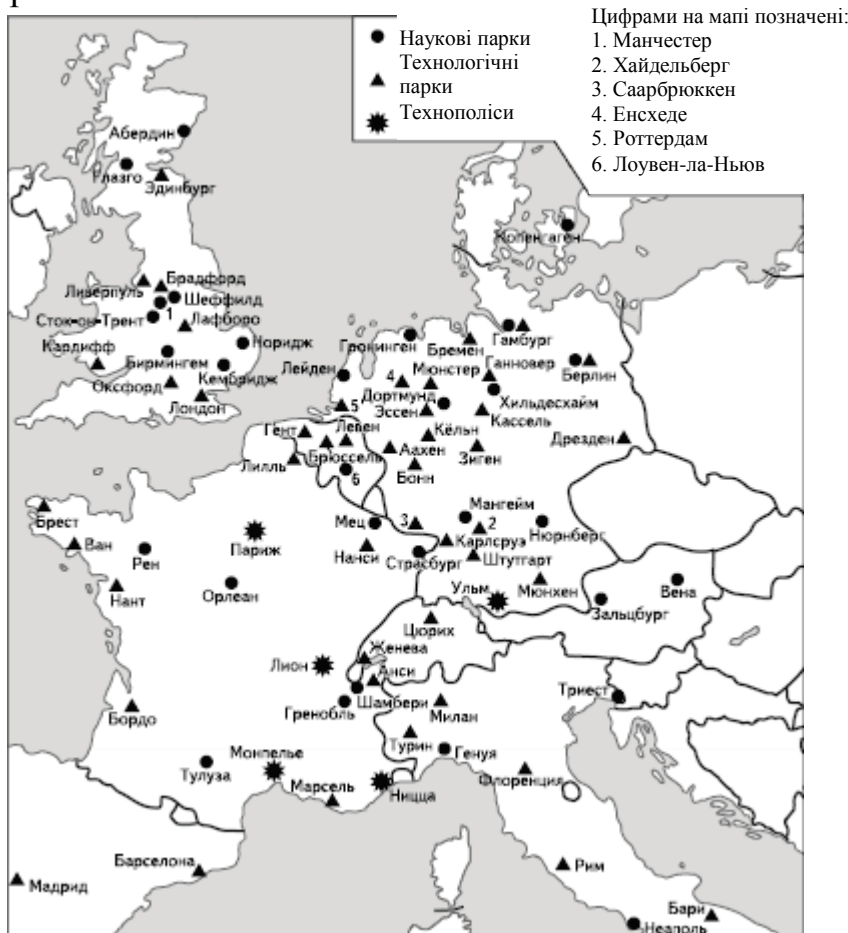 Цифрами на мапі позначені:
1. Манчестер
2. Хайдельберг
3. Саарбрюккен
4. Енсхеде
5. Роттердам
6. Лоувен-ла-Ньюв
Наукові парки
Технологічні
парки
Технополіси
Абердин
Глазго
Эдинбург
Копенгаген
Брадфорд
Ливерпуль
Шеффилд
1
Сток-он-Трент
Лафборо
Норидж
Кардифф
Бирмингем
Кембридж
Оксфорд
Лондон
Гронинген
Бремен
Гамбург
Лейден
4
Мюнстер
Ганновер
Берлин
Дортмунд
5
Эссен
Хильдесхайм
Кассель
Гент
Левен
Кёльн
Дрезден
Брюссель
Аахен
Зиген
Лилль
6
Бонн
Брест
Мангейм
Мец
3
2
Нюрнберг
Ван
Париж
Карлсруэ
Рен
Нанси
Страсбург
Штутгарт
Нант
Орлеан
Ульм
Мюнхен
Вена
Зальцбург
Цюрих
Женева
Лион
Анси
Шамбери
Триест
Гренобль
Милан
Бордо
Турин
Генуя
Монпелье
Тулуза
Флоренция
Марсель
Ницца
Барселона
Рим
Мадрид
Бари
Неаполь